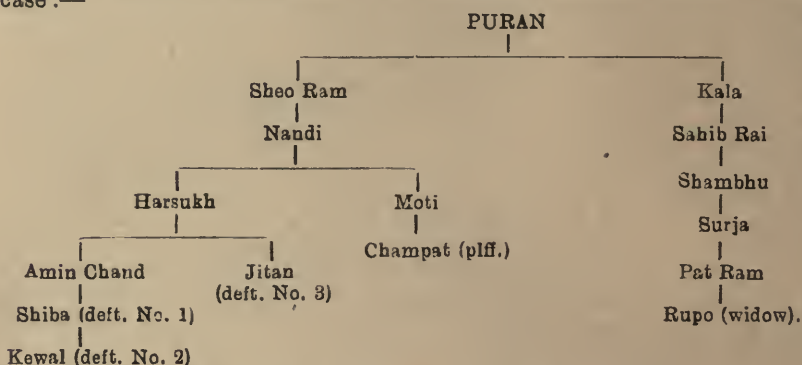 case :—
PURAN
Sheo Ram Kala
Nandi Sahib Rai
Harsukh Moti Shambhu
Champat (plff.) Surja
Amin Chand Jitan Pat Ram
(deft. No. 3)
Shiba (deft. No. 1) Rupo (widow).
Kewal (deft. No. 2)